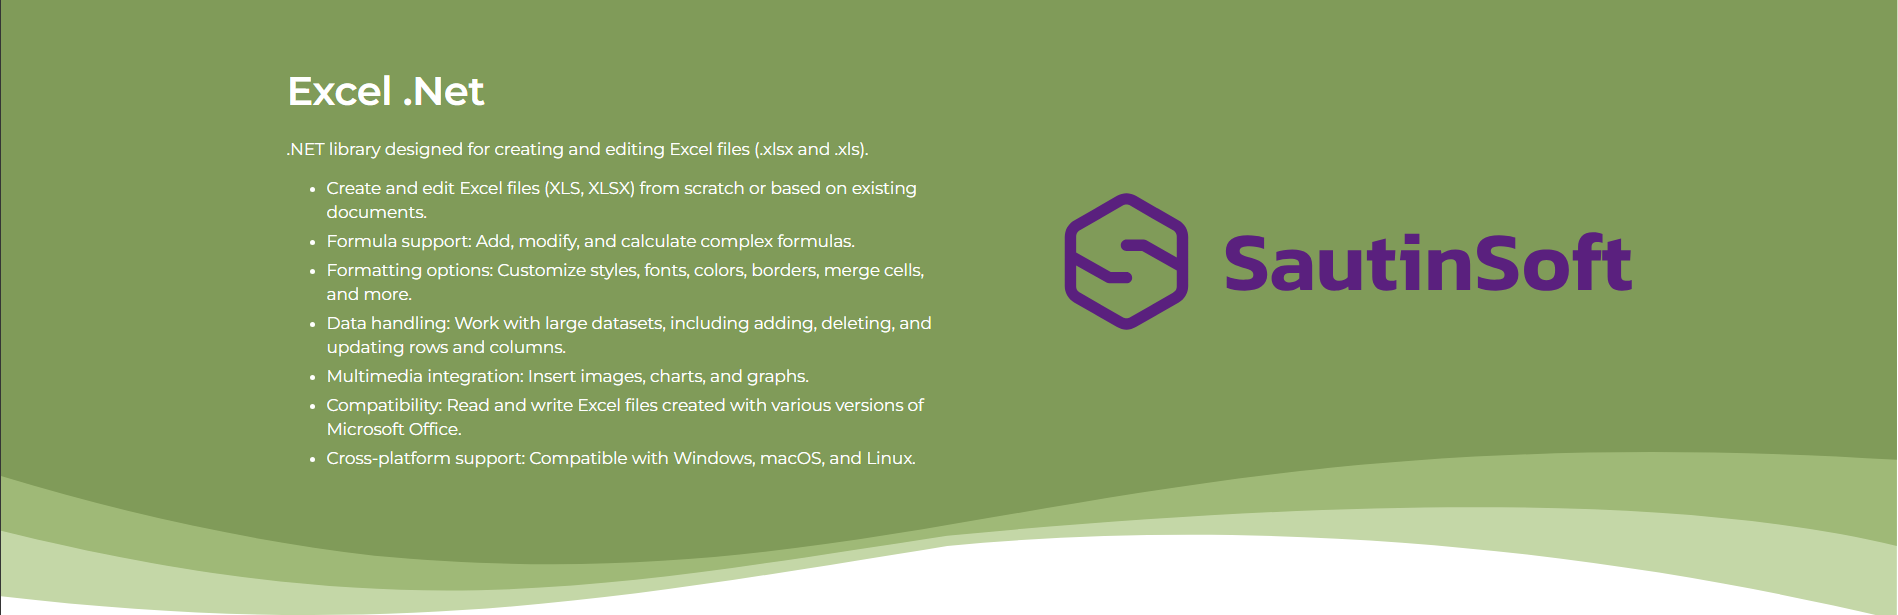 Excel .Net
.NET library designed for creating and editing Excel files (.xlsx and .xls).
• Create and edit Excel files (XLS, XLSX) from scratch or based on existing
documents.
• Formula support: Add, modify, and calculate complex formulas.
• Formatting options: Customize styles, fonts, colors, borders, merge cells,
and more.
• Data handling: Work with large datasets, including adding, deleting, and
updating rows and columns.
• Multimedia integration: Insert images, charts, and graphs.
• Compatibility: Read and write Excel files created with various versions of
Microsoft Office.
• Cross-platform support: Compatible with Windows, macOS, and Linux.
SautinSoft